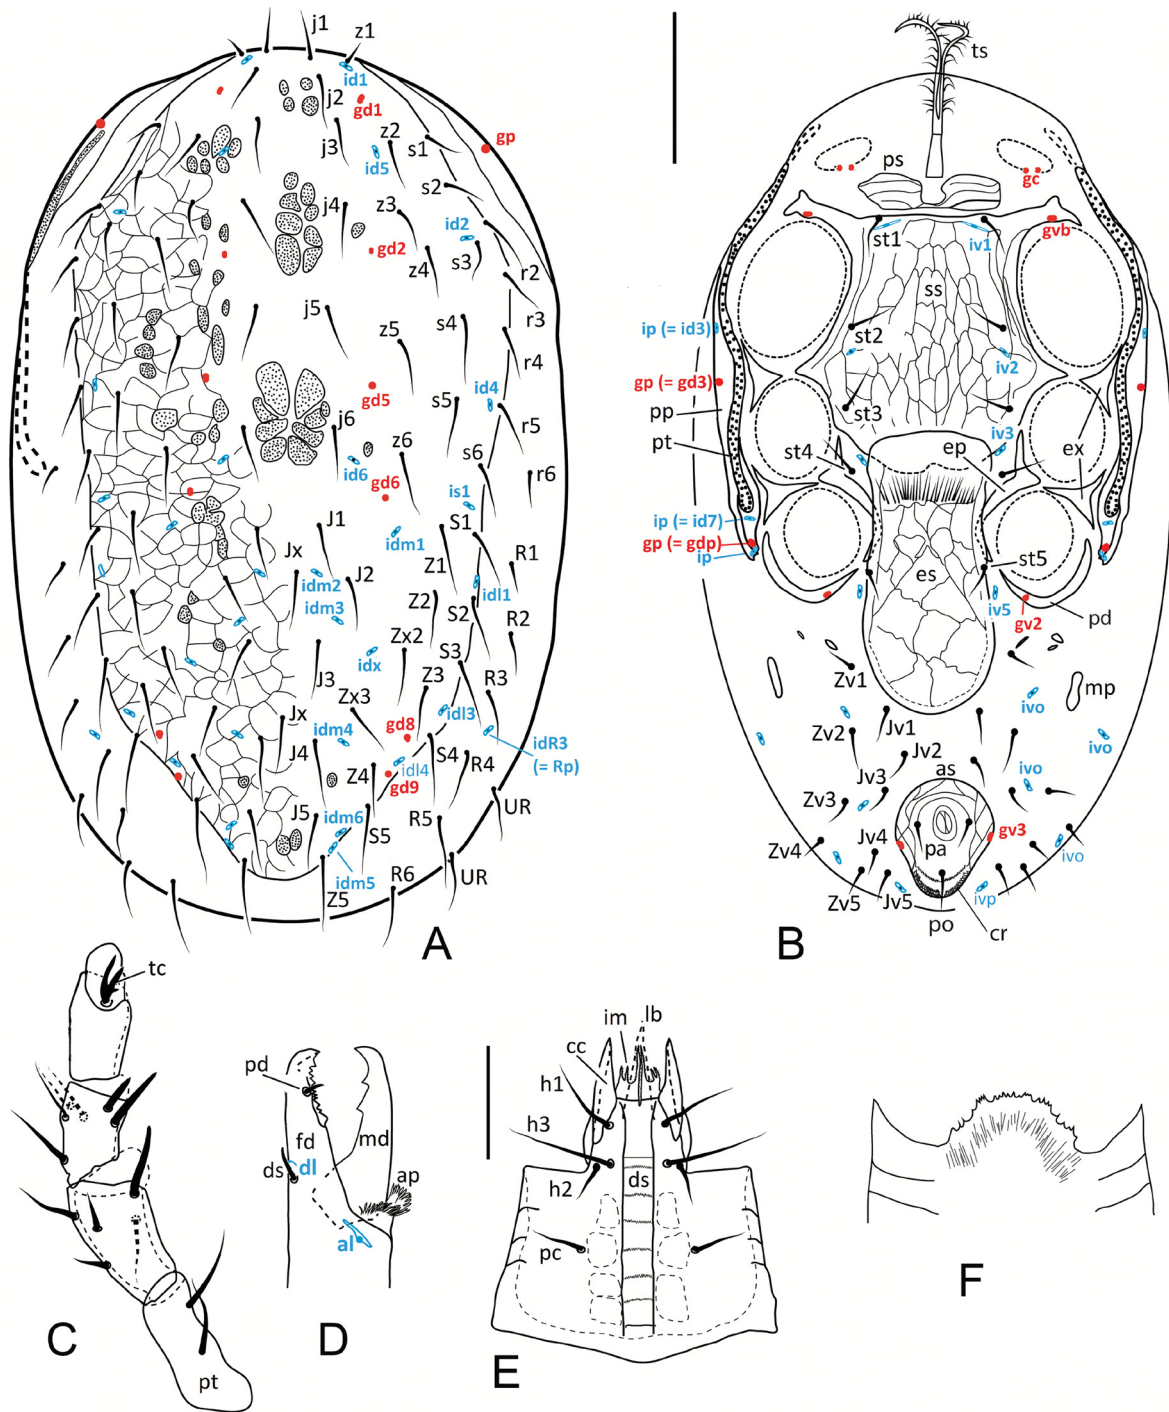 j1
z1
id1
j2
gd1
gp
j3
z2
id5
s1
s2
j4
z3
id2
gd2
z4
s3
r2
j5
z5
s4
r3
r4
gd5
id4
s5
r5
j6
z6
s6
r6
id6
gd6
is1
J1
idm1
S1
Jx
idm2
J2
Z1
R1
idm3
Z2
idl1
S2
R2
J3
idx
Zx2
S3
Zx3
Z3
R3
Jx
idm4
gd8
idl3
idR3
(= Rp)
J4
Z4
idl4
S4
R4
gd9
UR
J5
idm6
S5
R5
idm5
Z5
R6
UR
A
ts
ps
gc
st1
iv1
gvb
ss
ip (= id3)
st2
iv2
gp (= gd3)
pp
st3
pt
iv3
st4
ep
ex
ip (= id7)
gp (= gdp)
ip
es
st5
iv5
gv2
pd
Zv1
mp
ivo
Zv2
Jv1
ivo
Jv2
as
Jv3
ivo
Zv3
gv3
Zv4
Jv4
pa
ivo
Zv5
Jv5
ivp
po
cr
B
tc
pt
C
pd
fd
md
ds
dl
ap
al
D
im
lb
cc
h1
h3
h2
ds
pc
E
F